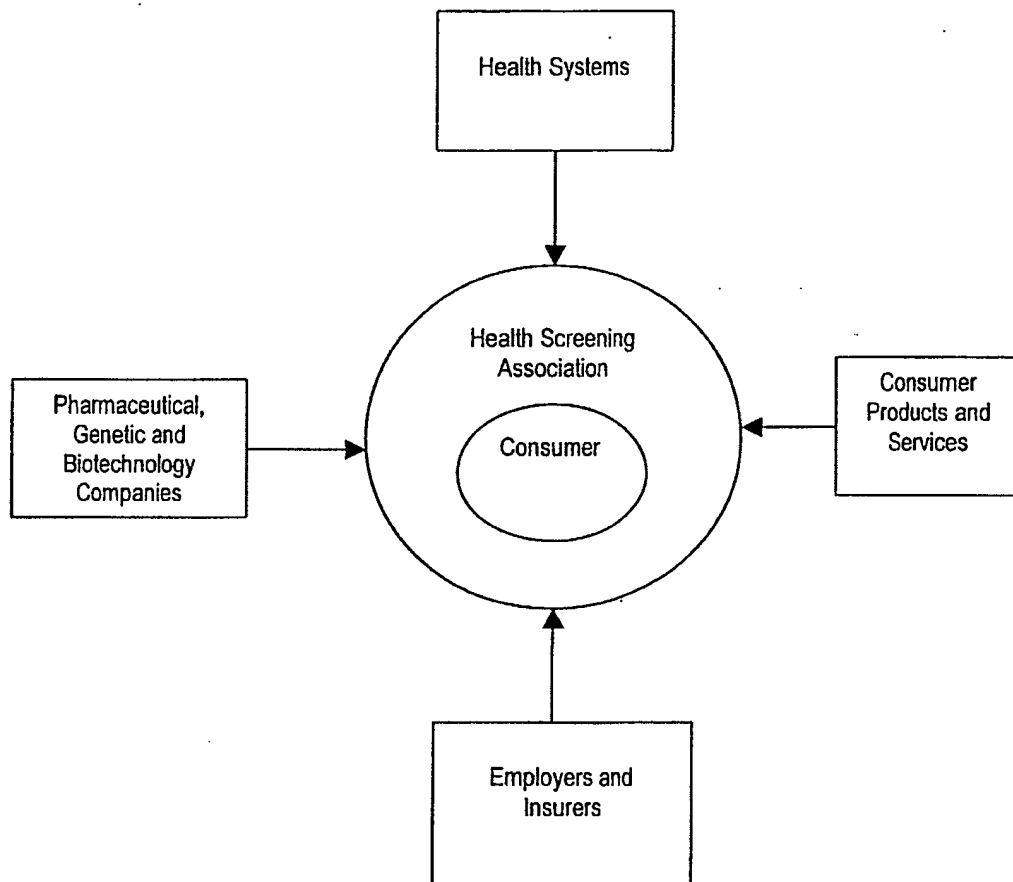 Health Systems
Health Screening
Association
Consumer
Pharmaceutical,
Genetic and
Biotechnology
Companies
Consumer
Products and
Services
Employers and
Insurers